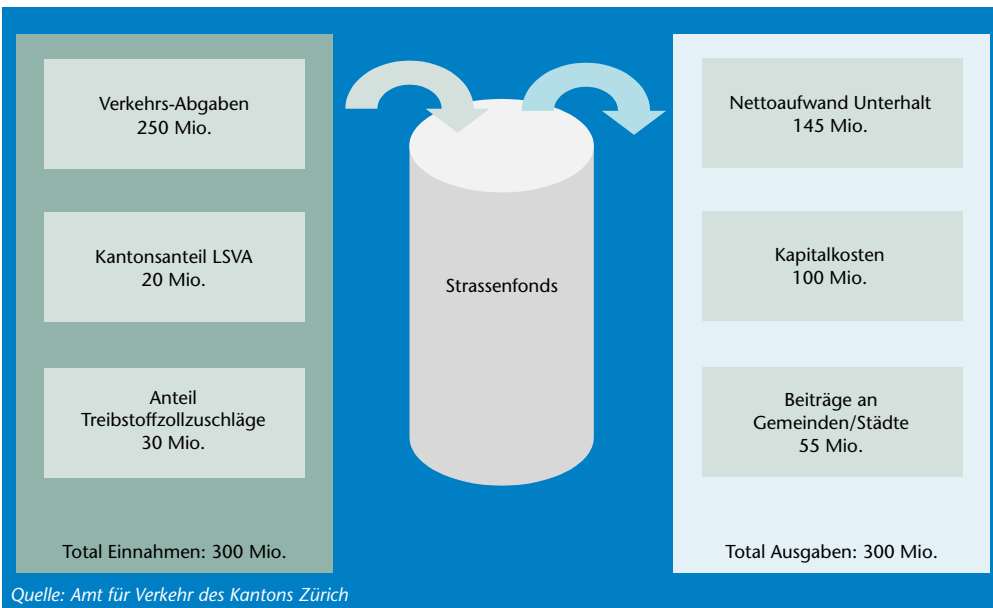 Verkehrs-Abgaben
250 Mio.
Kantonsanteil LSVA
20 Mio.
Anteil
Treibstoffzollzuschläge
30 Mio.
Total Einnahmen: 300 Mio.
Strassenfonds
Nettoaufwand Unterhalt
145 Mio.
Kapitalkosten
100 Mio.
Beiträge an
Gemeinden/Städte
55 Mio.
Total Ausgaben: 300 Mio.
Quelle: Amt für Verkehr des Kantons Zürich